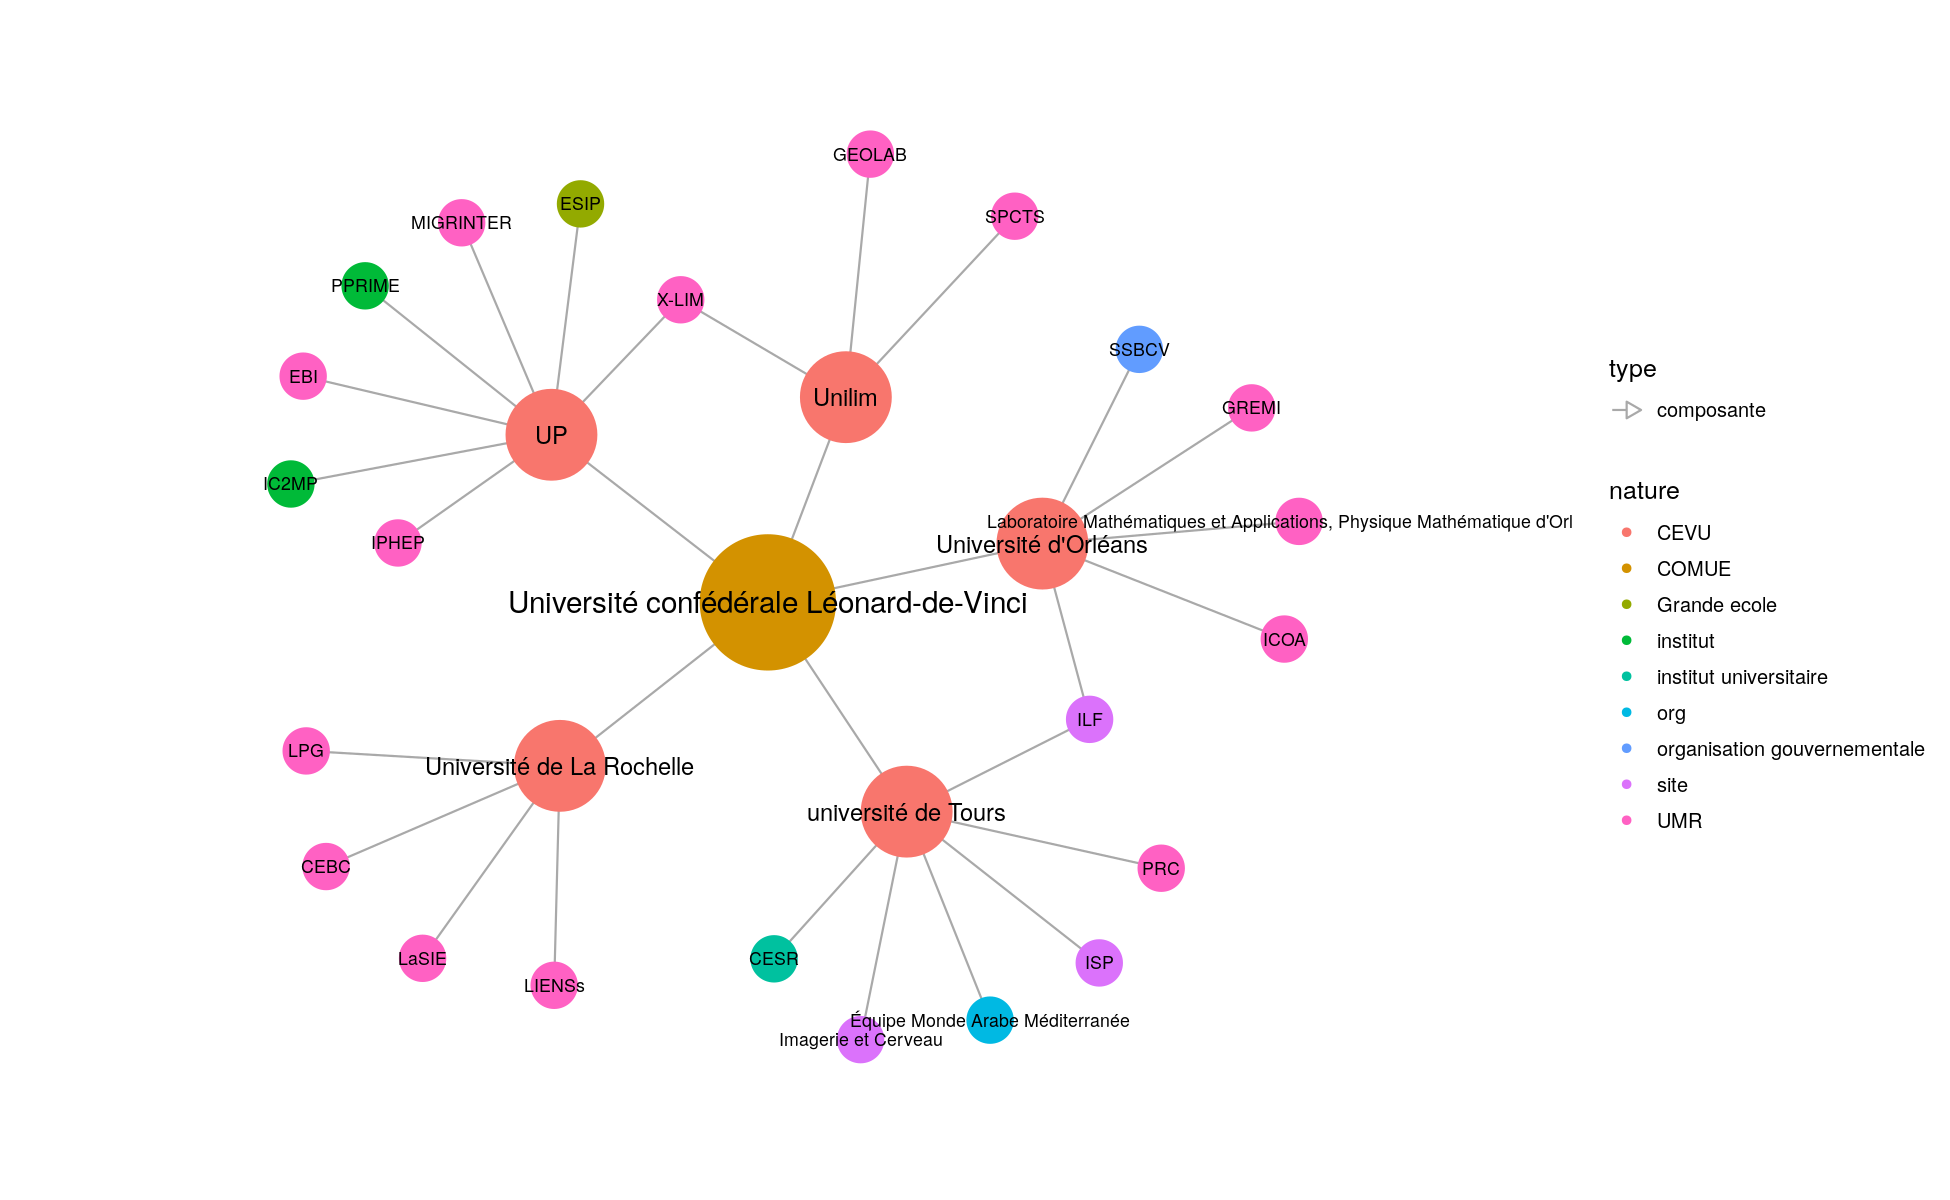 GEOLAB
ESIP
SPCTS
MIGRINTER
PPRIME
X-LIM
SSBCV
EBI
Unilim
GREMI
UP
IC2MP
Laboratoire Mathématiques et Applications, Physique Mathématique d'Orl
IPHEP
Université d'Orléans
Université confédérale Léonard-de-Vinci
ICOA
ILF
LPG
Université de La Rochelle
université de Tours
CEBC
PRC
LaSIE
CESR
ISP
LIENSs
Équipe Monde Arabe Méditerranée
Imagerie et Cerveau
type
composante
nature
CEVU
COMUE
Grande ecole
institut
institut universitaire
org
organisation gouvernementale
site
UMR